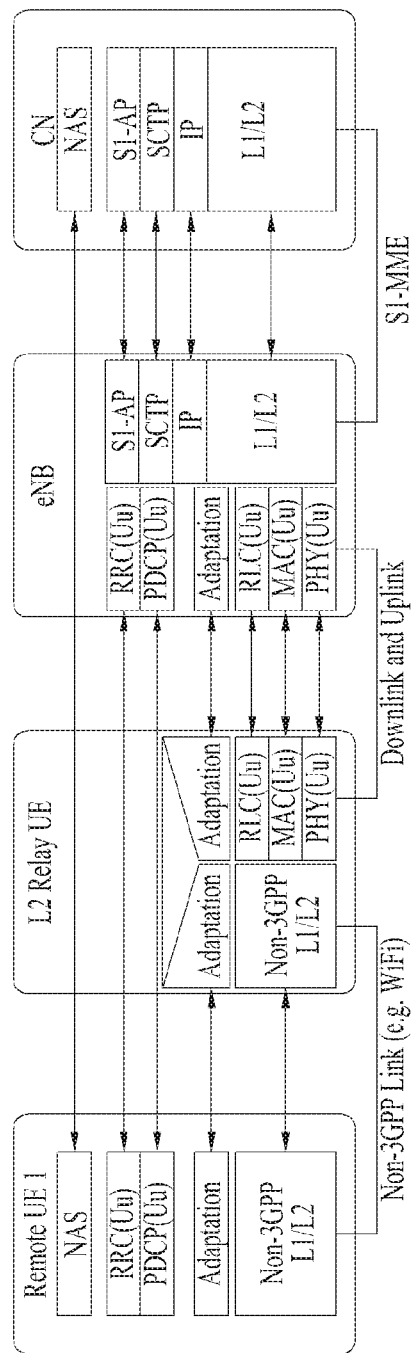 Remote UE 1
NAS
RRC(Uu)
PDCP(Uu)
Adaptation
Non-3GPP
L1/L2
Non-3GPP Link (e.g. WiFi)
L2 Relay UE
Adaptation
Non-3GPP
L1/L2
Adaptation
RLC(Uu)
MAC(Uu)
PHY(Uu)
Downlink and Uplink
eNB
RRC(Uu)
PDCP(Uu)
Adaptation
RLC(Uu)
MAC(Uu)
PHY(Uu)
S1-AP
SCTP
IP
L1/L2
S1-MME
CN
NAS
S1-AP
SCTP
IP
L1/L2